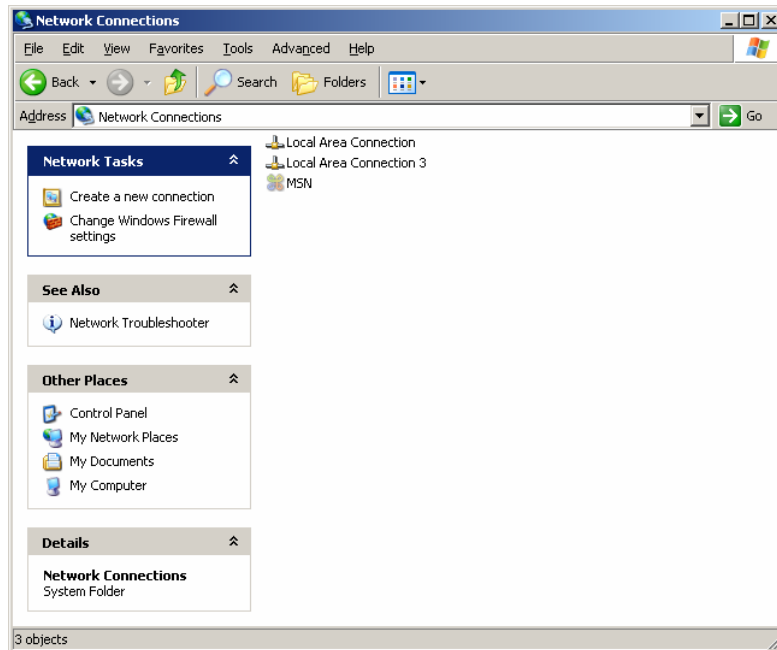 Network Connections
File Edit View Favorites Tools Advanced Help
Back Search Folders
Address Network Connections Go
Network Tasks
Create a new connection
Change Windows Firewall
settings
See Also
Network Troubleshooter
Other Places
Control Panel
My Network Places
My Documents
My Computer
Details
Network Connections
System Folder
Local Area Connection
Local Area Connection 3
MSN
3 objects